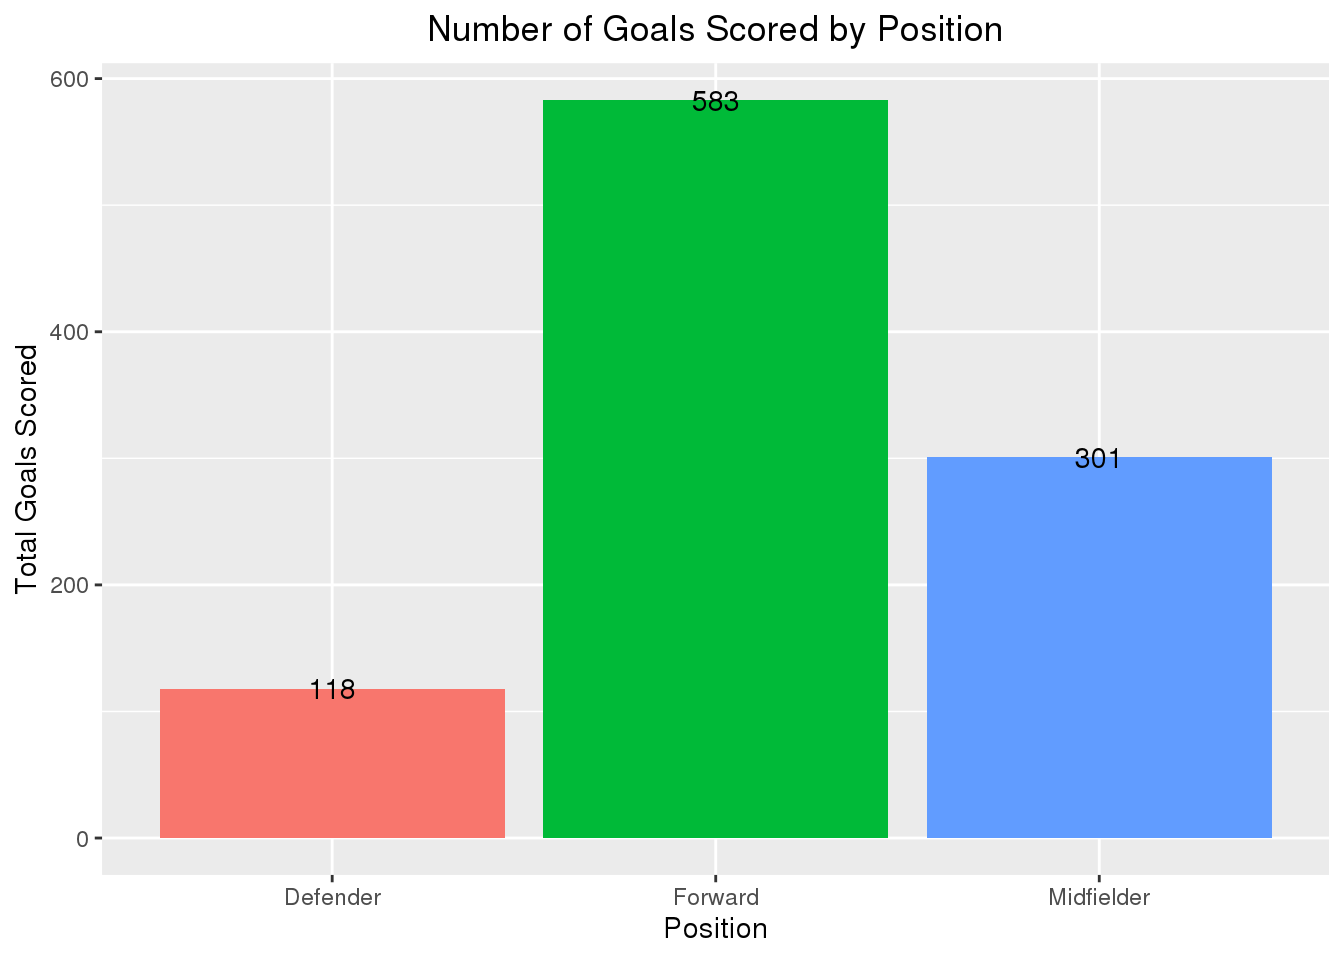 Number of Goals Scored by Position
Total Goals Scored
600
400
200
0
583
301
118
Defender
Forward
Midfielder
Position